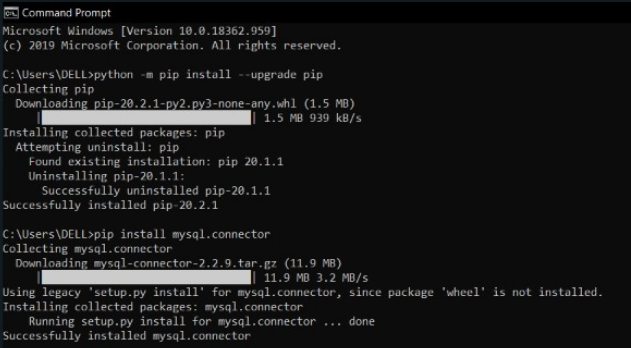 Command Prompt
Microsoft Windows [Version 10.0.18362.959]
(c) 2019 Microsoft Corporation. All rights reserved.
C:\Users\DELL>python -m pip install --upgrade pip
Collecting pip
Downloading pip-20.2.1-py2.py3-none-any.whl (1.5 MB)
| | 1.5 MB 939 kB/s
Installing collected packages: pip
Attempting uninstall: pip
Found existing installation: pip 20.1.1
Uninstalling pip-20.1.1:
Successfully uninstalled pip-20.1.1
Successfully installed pip-20.2.1
C:\Users\DELL>pip install mysql.connector
Collecting mysql.connector
Downloading mysql-connector-2.2.9.tar.gz (11.9 MB)
| | 11.9 MB 3.2 MB/s
Using legacy 'setup.py install' for mysql.connector, since package 'wheel' is not installed.
Installing collected packages: mysql.connector
Running setup.py install for mysql.connector ... done
Successfully installed mysql.connector